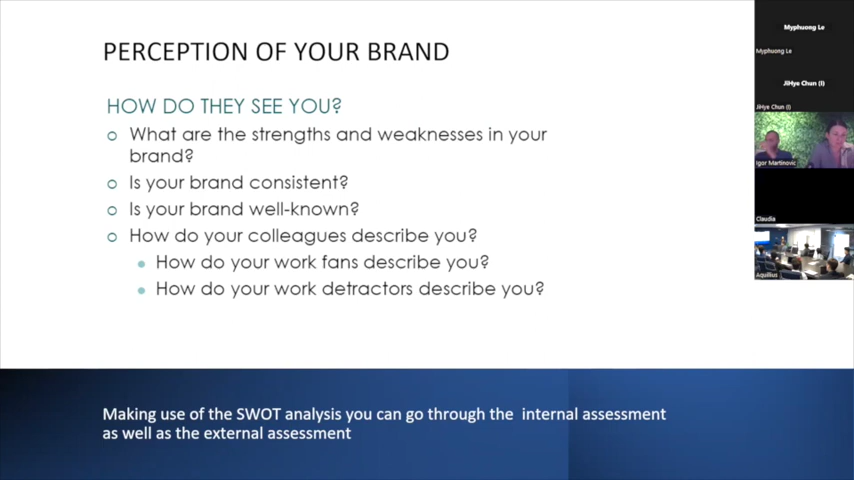 PERCEPTION OF YOUR BRAND
HOW DO THEY SEE YOU?
What are the strengths and weaknesses in your
brand?
Is your brand consistent?
Is your brand well-known?
How do your colleagues describe you?
How do your work fans describe you?
How do your work detractors describe you?
Making use of the SWOT analysis you can go through the internal assessment
as well as the external assessment
Myphuong Le
Myphuong Le
JiHye Chun (I)
JiHye Chun (I)
Igor Martinovic
Claudia
Aquillius